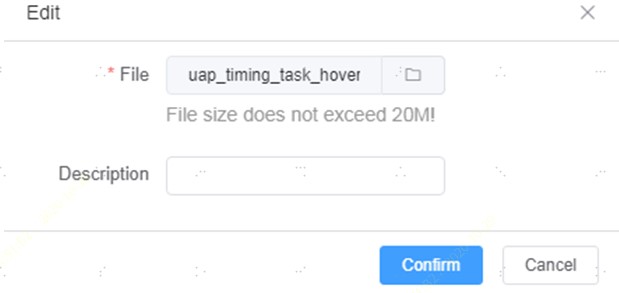 Edit
* File
uap_timing_task_hover
File size does not exceed 20M!
Description
Confirm
Cancel